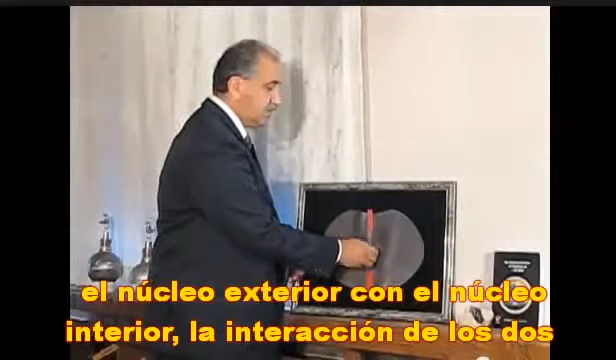 el núcleo exterior con el núcleo
interior, la interacción de los dos